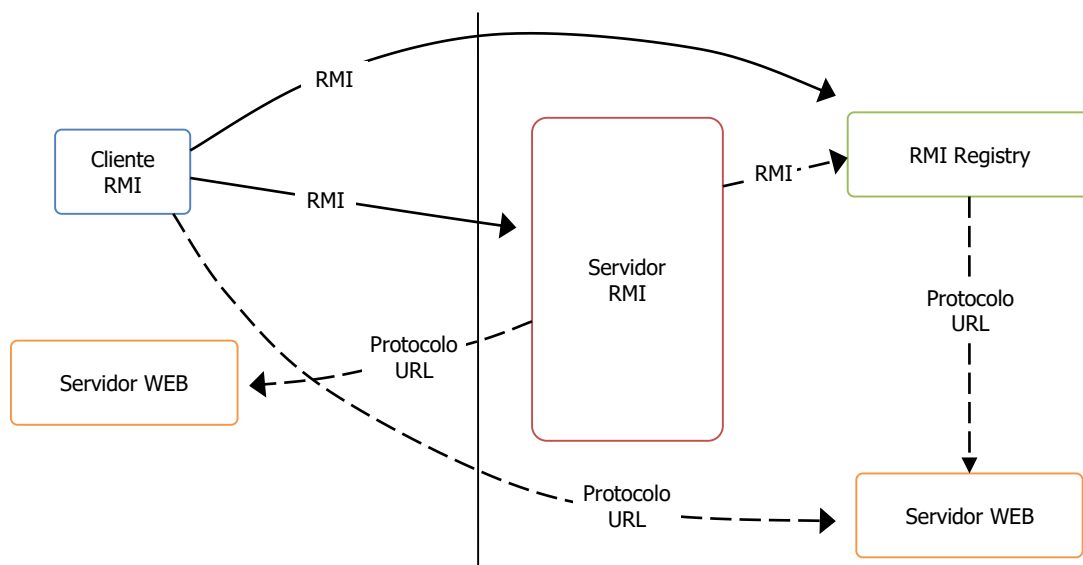 RMI
Cliente
RMI
RMI Registry
RMI
RMI
Servidor
RMI
Protocolo
URL
Protocolo
URL
Servidor WEB
Protocolo
URL
Servidor WEB